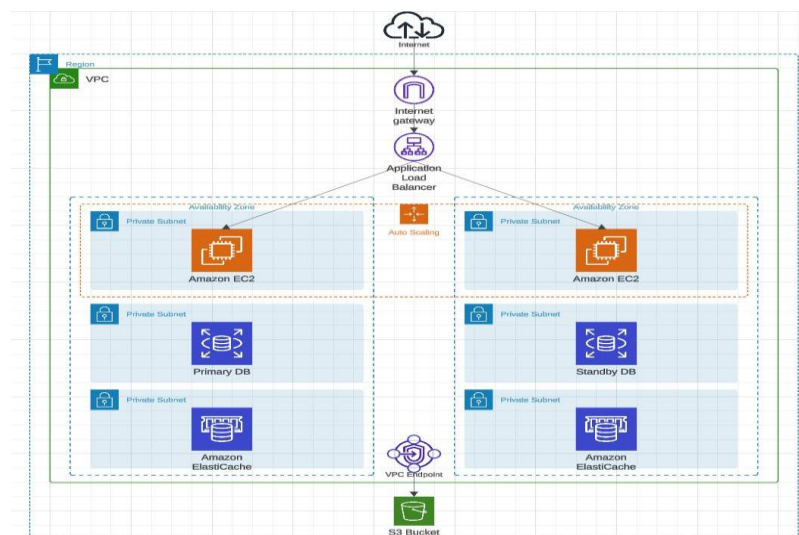 Internet
Region
VPC
Internet
gateway
Application
Load
Balancer
Availability Zone
Availability Zone
Private Subnet
Auto Scaling
Private Subnet
Amazon EC2
Amazon EC2
Private Subnet
Private Subnet
Primary DB
Standby DB
Private Subnet
Private Subnet
Amazon
ElastiCache
Amazon
ElastiCache
VPC Endpoint
S3 Bucket